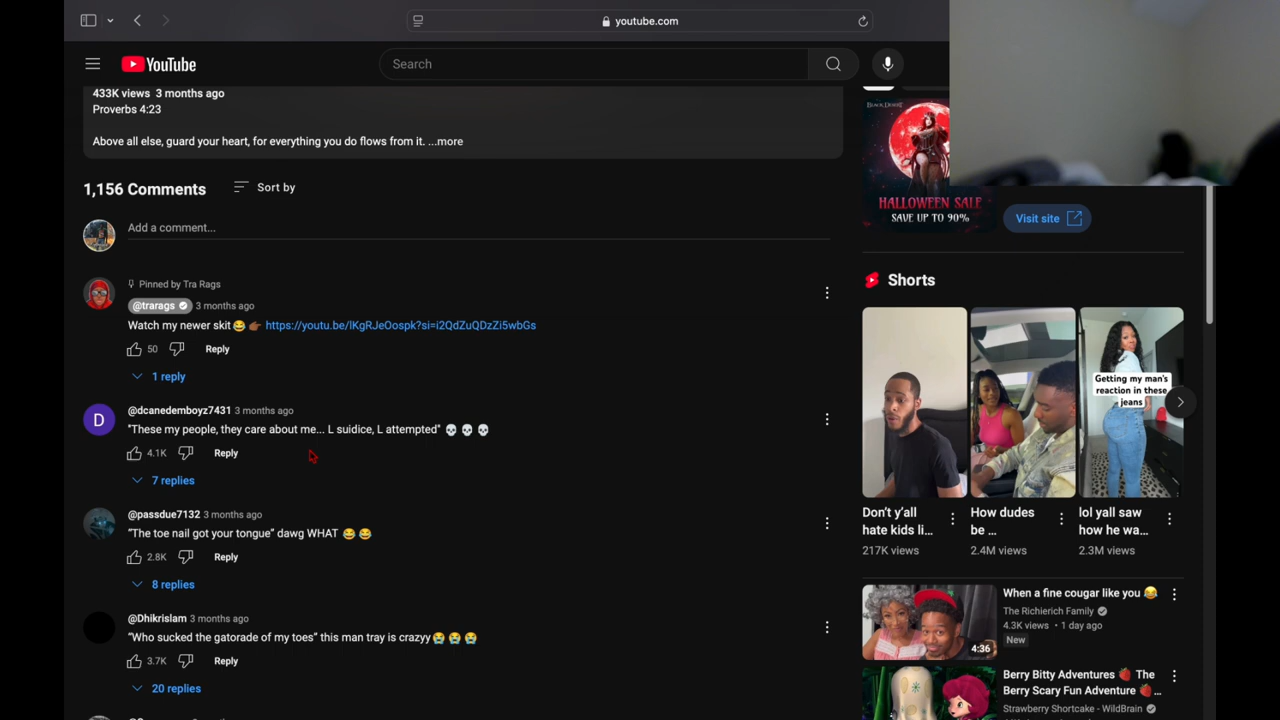 youtube.com
YouTube
Search
433K views 3 months ago
Proverbs 4:23
Above all else, guard your heart, for everything you do flows from it. ...more
1,156 Comments
Sort by
Add a comment...
Pinned by Tra Rags
@trarags 3 months ago
Watch my newer skit😂 👉🏾 https://youtu.be/lKgRJeOospk?si=i2QdZuQDzZi5wbGs
50 Reply
1 reply
D
@dcanedemboyz7431 3 months ago
"These my people, they care about me... L suidice, L attempted" 💀 💀 💀
4.1K Reply
7 replies
@passdue7132 3 months ago
“The toe nail got your tongue” dawg WHAT 😂 😂
2.8K Reply
8 replies
@Dhikrislam 3 months ago
“Who sucked the gatorade of my toes” this man tray is crazyy😭 😭 😭
3.7K Reply
20 replies
BLACK DESERT
HALLOWEEN SALE
SAVE UP TO 90%
Visit site
Shorts
Getting my man's
reaction in these
jeans
Don’t y’all
hate kids li...
217K views
How dudes
be ...
2.4M views
lol yall saw
how he wa...
2.3M views
When a fine cougar like you 😂
The Richierich Family
4.3K views • 1 day ago
New
4:36
Berry Bitty Adventures 🍓 The
Berry Scary Fun Adventure 🍓...
Strawberry Shortcake - WildBrain